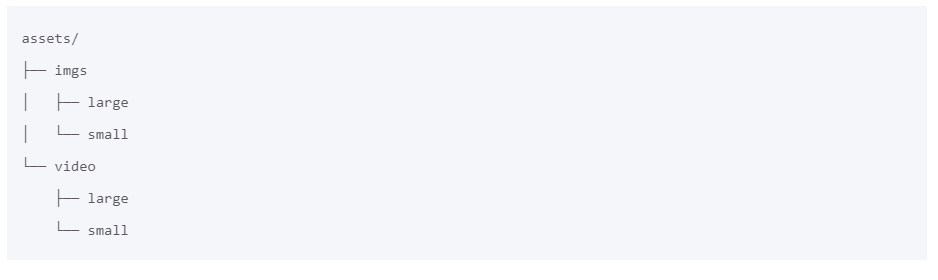 assets/
├── imgs
│   ├── large
│   └── small
└── video
    ├── large
    └── small